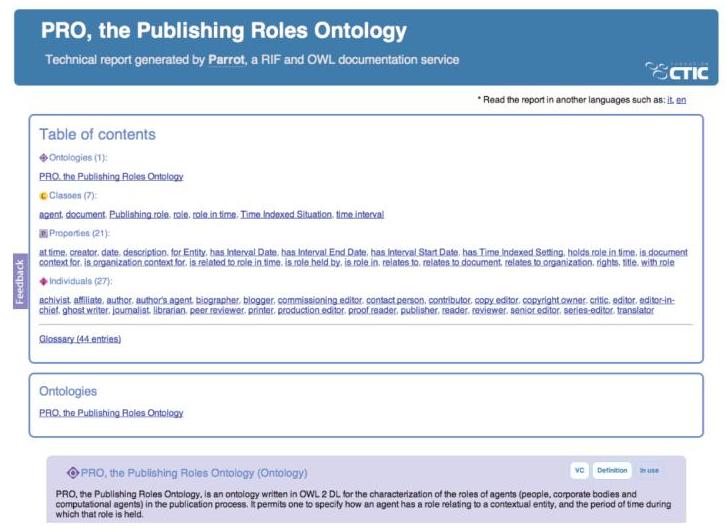 PRO, the Publishing Roles Ontology
Technical report generated by Parrot, a RIF and OWL documentation service
CTIC
* Read the report in another languages such as: it, en
Table of contents
Ontologies (1):
PRO, the Publishing Roles Ontology
C Classes (7):
agent, document, Publishing role, role, role in time, Time Indexed Situation, time interval
P Properties (21):
at time, creator, date, description, for Entity, has Interval Date, has Interval End Date, has Interval Start Date, has Time Indexed Setting, holds role in time, is document
context for, is organization context for, is related to role in time, is role held by, is role in, relates to, relates to document, relates to organization, rights, title, with role
Feedback
Individuals (27):
achivist, affiliate, author, author's agent, biographer, blogger, commissioning editor, contact person, contributor, copy editor, copyright owner, critic, editor, editor-in-
chief, ghost writer, journalist, librarian, peer reviewer, printer, production editor, proof reader, publisher, reader, reviewer, senior editor, series-editor, translator
Glossary (44 entries)
Ontologies
PRO, the Publishing Roles Ontology
PRO, the Publishing Roles Ontology (Ontology)
VC Definition In use
PRO, the Publishing Roles Ontology, is an ontology written in OWL 2 DL for the characterization of the roles of agents (people, corporate bodies and
computational agents) in the publication process. It permits one to specify how an agent has a role relating to a contextual entity, and the period of time during
which that role is held.